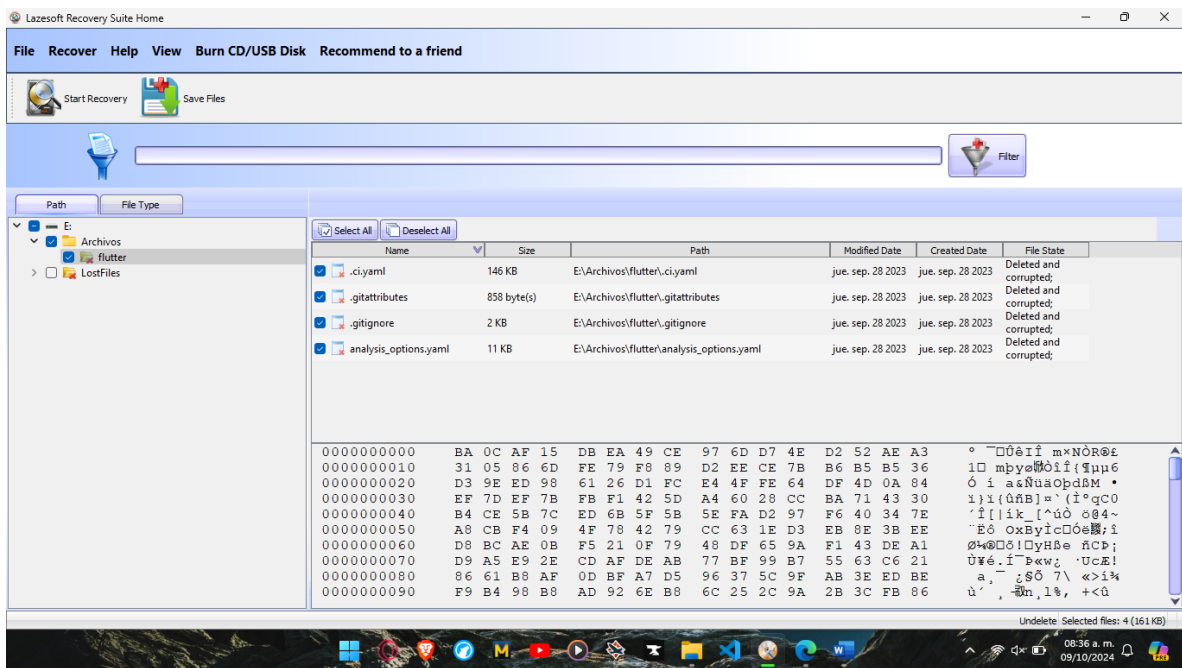 Lazesoft Recovery Suite Home
File Recover Help View Burn CD/USB Disk Recommend to a friend
Start Recovery Save Files
Filter
Path File Type
E:
Archivos
flutter
LostFiles
Select All Deselect All
Name Size Path Modified Date Created Date File State
.ci.yaml 146 KB E:\Archivos\flutter\.ci.yaml jue. sep. 28 2023 jue. sep. 28 2023 Deleted and corrupted;
.gitattributes 858 byte(s) E:\Archivos\flutter\.gitattributes jue. sep. 28 2023 jue. sep. 28 2023 Deleted and corrupted;
.gitignore 2 KB E:\Archivos\flutter\.gitignore jue. sep. 28 2023 jue. sep. 28 2023 Deleted and corrupted;
analysis_options.yaml 11 KB E:\Archivos\flutter\analysis_options.yaml jue. sep. 28 2023 jue. sep. 28 2023 Deleted and corrupted;
0000000000 BA 0C AF 15 DB EA 49 CE 97 6D D7 4E D2 52 AE A3
0000000010 31 05 86 6D FE 79 F8 89 D2 EE CE 7B B6 B5 B5 36
0000000020 D3 9E ED 98 61 26 D1 FC E4 4F FE 64 DF 4D 0A 84
0000000030 EF 7D EF 7B FB F1 42 5D A4 60 28 CC BA 71 43 30
0000000040 B4 CE 5B 7C ED 6B 5F 5B 5E FA D2 97 F6 40 34 7E
0000000050 A8 CB F4 09 4F 78 42 79 CC 63 1E D3 EB 8E 3B EE
0000000060 D8 BC AE 0B F5 21 0F 79 48 DF 65 9A F1 43 DE A1
0000000070 D9 A5 E9 2E CD AF DE AB 77 BF 99 B7 55 63 C6 21
0000000080 86 61 B8 AF 0D BF A7 D5 96 37 5C 9F AB 3E ED BE
0000000090 F9 B4 98 B8 AD 92 6E B8 6C 25 2C 9A 2B 3C FB 86
Undelete Selected files: 4 (161 KB)
08:36 a. m.
09/10/2024